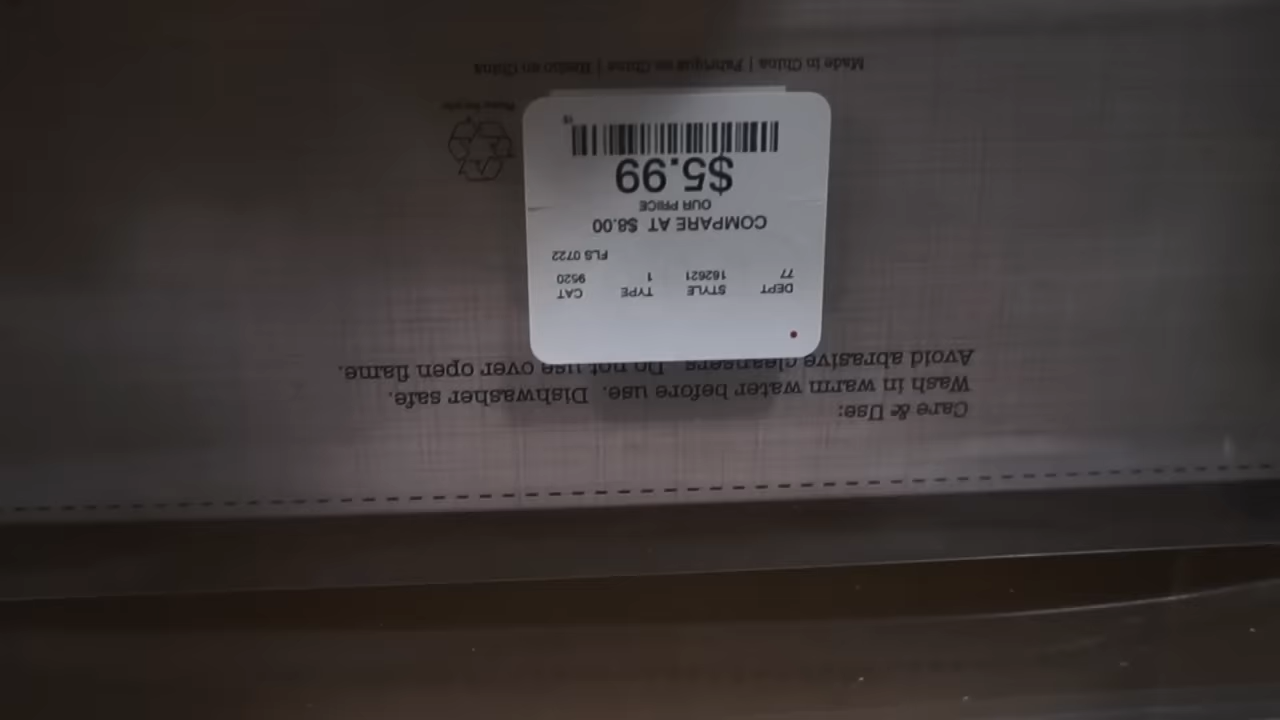 Care & Use:
Wash in warm water before use. Dishwasher safe.
Avoid abrasive cleansers. Do not use over open flame.
DEPT STYLE TYPE CAT
77 162621 1 9520
FLS 0722
COMPARE AT $8.00
OUR PRICE
$5.99
Please Recycle
Made in China | Fabriqué en Chine | Hecho en China